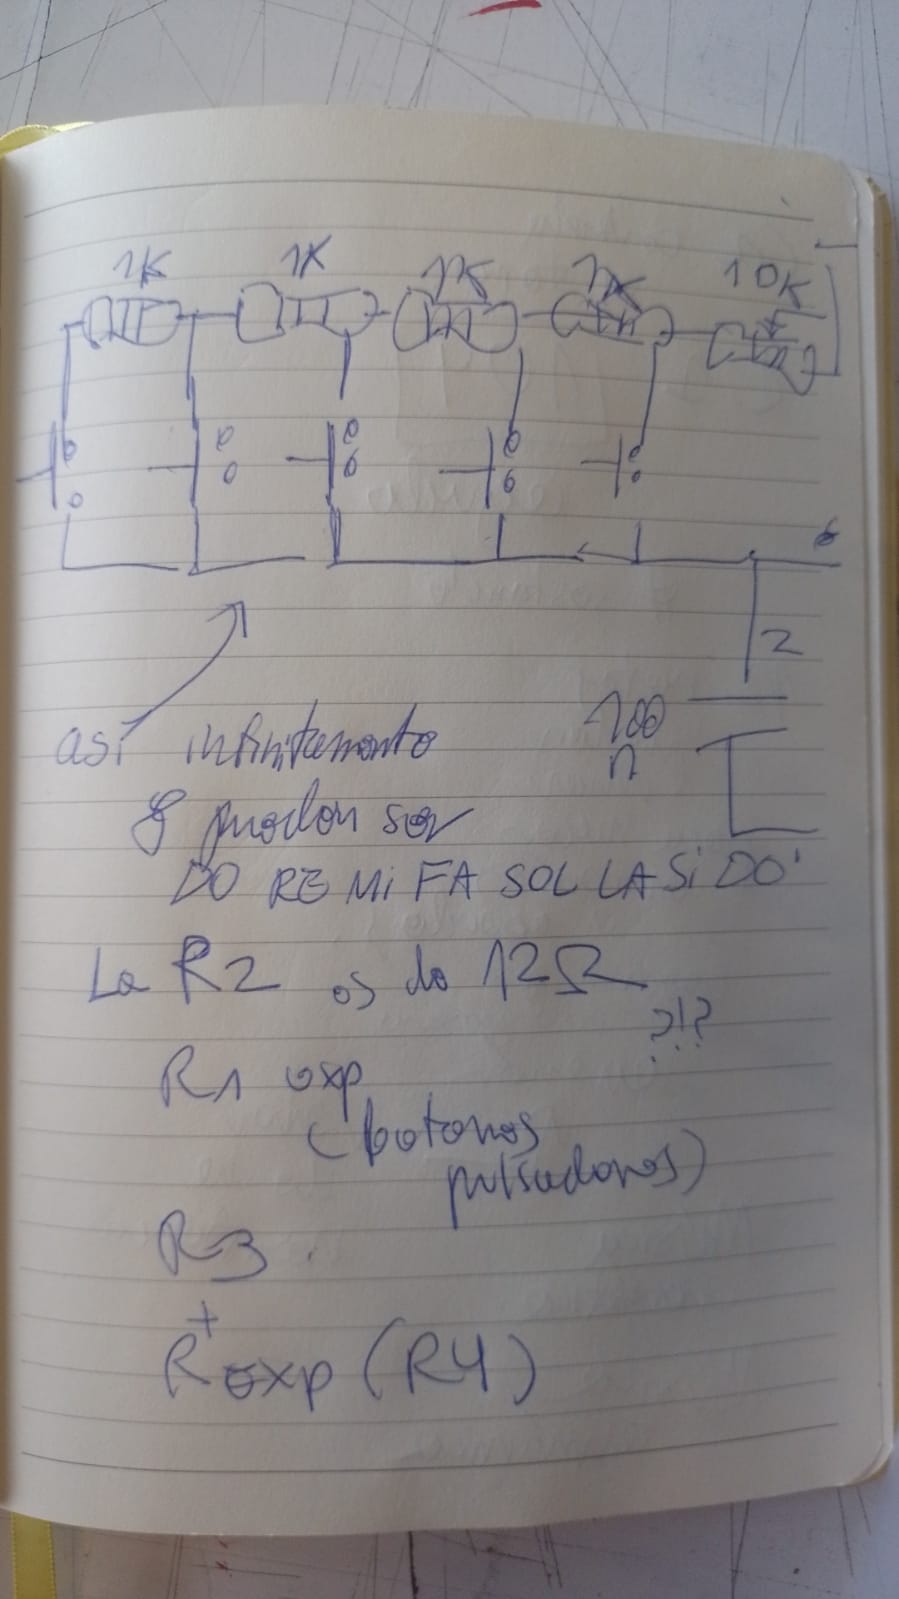 1K 1K 1K 1K 10K
6
2
100
n
así infinitamente
8 pueden ser
DO RE Mi FA SOL LA Si DO'
La R2 es de 12Ω
?!?
R1 exp
(botones
pulsadores)
R3
+
R exp (R4)